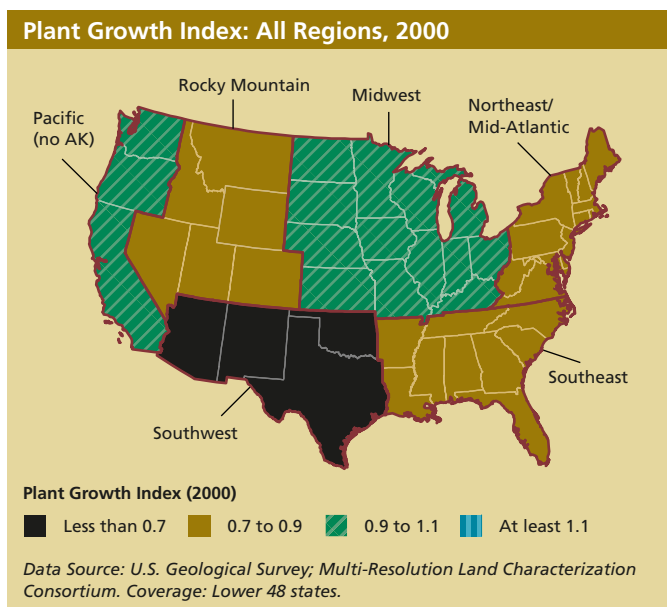 Plant Growth Index: All Regions, 2000
Rocky Mountain
Midwest
Northeast/
Mid-Atlantic
Pacific
(no AK)
Southeast
Southwest
Plant Growth Index (2000)
Less than 0.7
0.7 to 0.9
0.9 to 1.1
At least 1.1
Data Source: U.S. Geological Survey; Multi-Resolution Land Characterization
Consortium. Coverage: Lower 48 states.